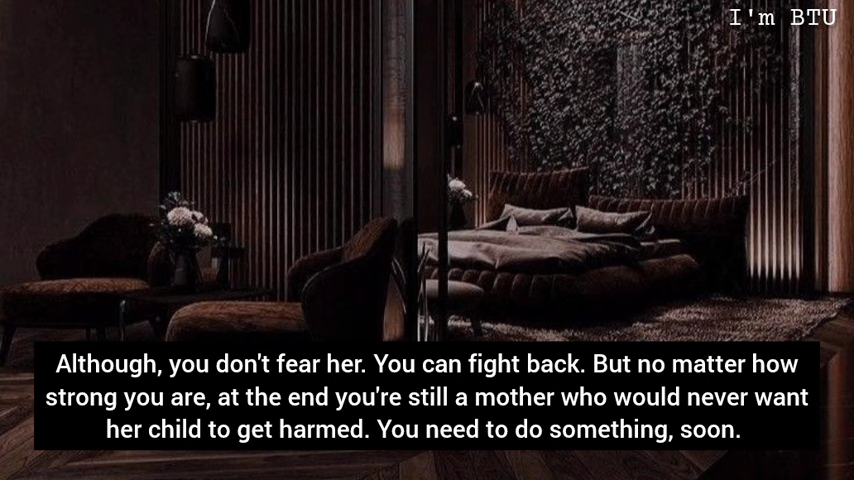 I'm BTU
Although, you don't fear her. You can fight back. But no matter how
strong you are, at the end you're still a mother who would never want
her child to get harmed. You need to do something, soon.